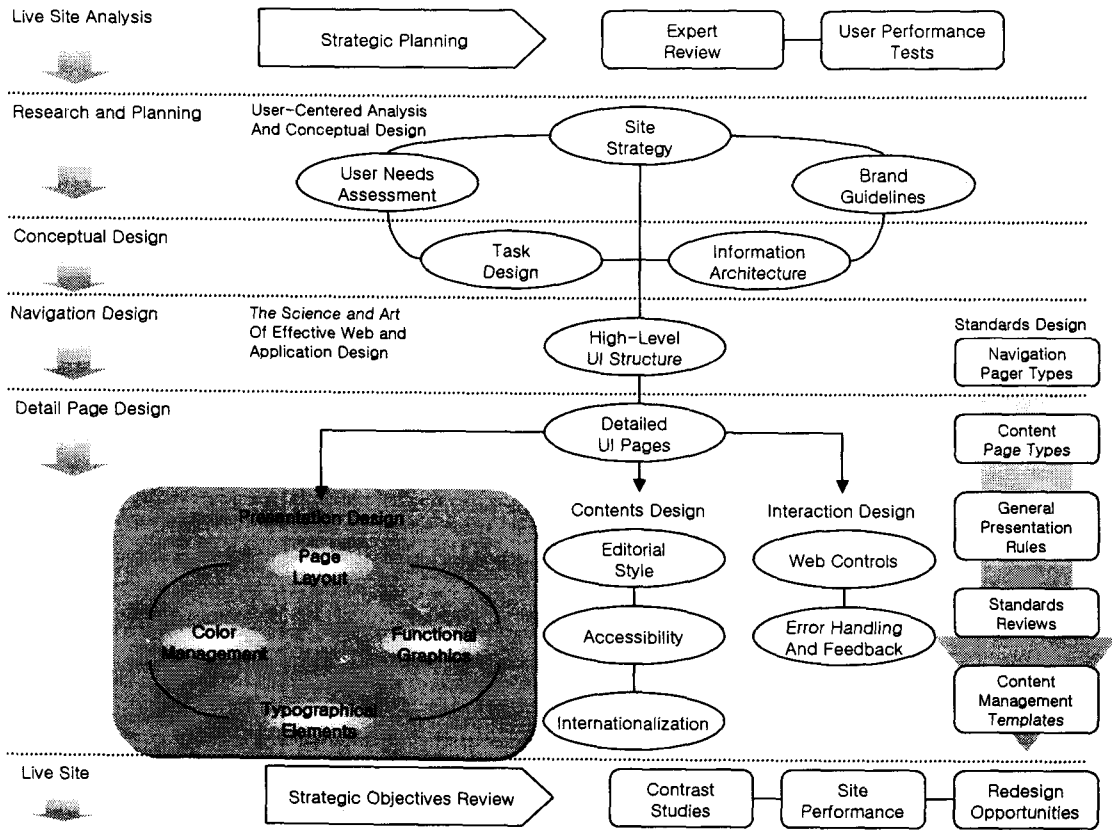 Live Site Analysis
Strategic Planning
Expert
Review
User Performance
Tests
Research and Planning
User-Centered Analysis
And Conceptual Design
Site
Strategy
User Needs
Assessment
Brand
Guidelines
Conceptual Design
Task
Design
Information
Architecture
Navigation Design
The Science and Art
Of Effective Web and
Application Design
High-Level
UI Structure
Standards Design
Navigation
Pager Types
Detail Page Design
Detailed
UI Pages
Content
Page Types
Presentation Design
Page
Layout
Color
Management
Functional
Graphics
Typographical
Elements
Contents Design
Editorial
Style
Accessibility
Internationalization
Interaction Design
Web Controls
Error Handling
And Feedback
General
Presentation
Rules
Standards
Reviews
Content
Management
Templates
Live Site
Strategic Objectives Review
Contrast
Studies
Site
Performance
Redesign
Opportunities